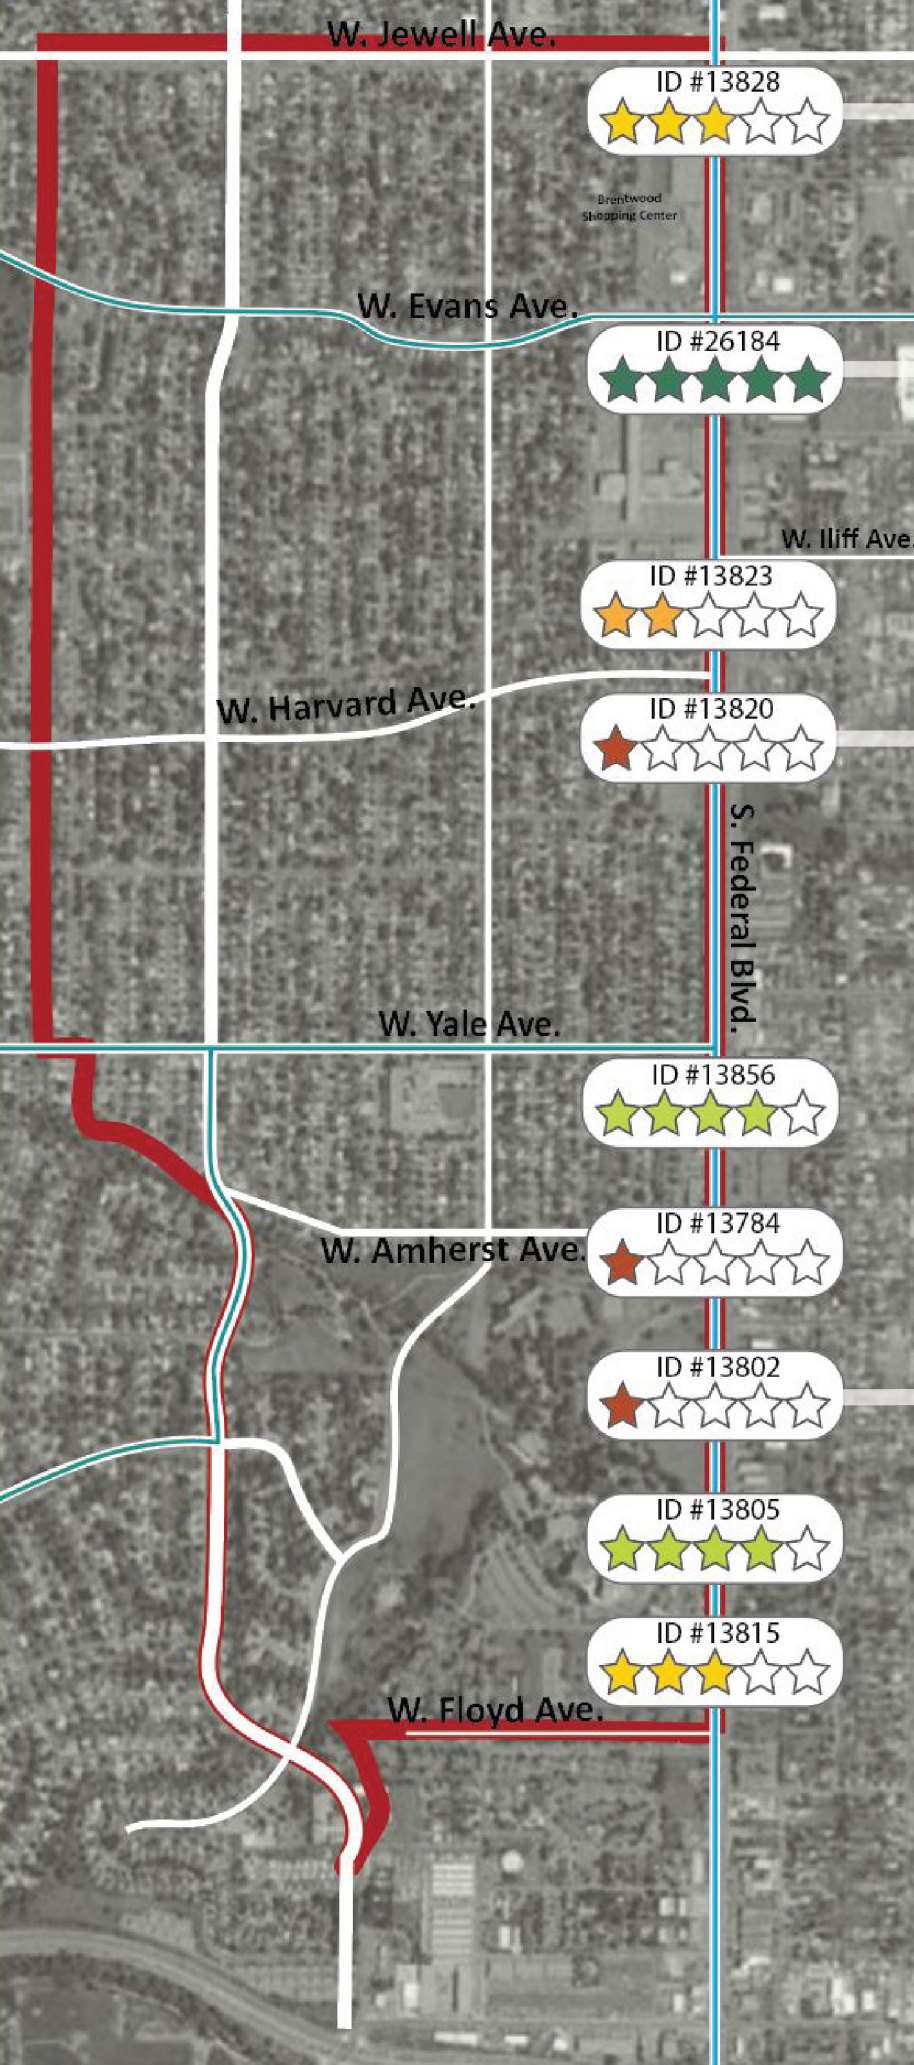 W. Jewell Ave.
ID #13828
Brentwood
Shopping Center
W. Evans Ave.
ID #26184
W. Iliff Ave.
ID #13823
W. Harvard Ave.
ID #13820
S. Federal Blvd.
W. Yale Ave.
ID #13856
ID #13784
W. Amherst Ave.
ID #13802
ID #13805
ID #13815
W. Floyd Ave.